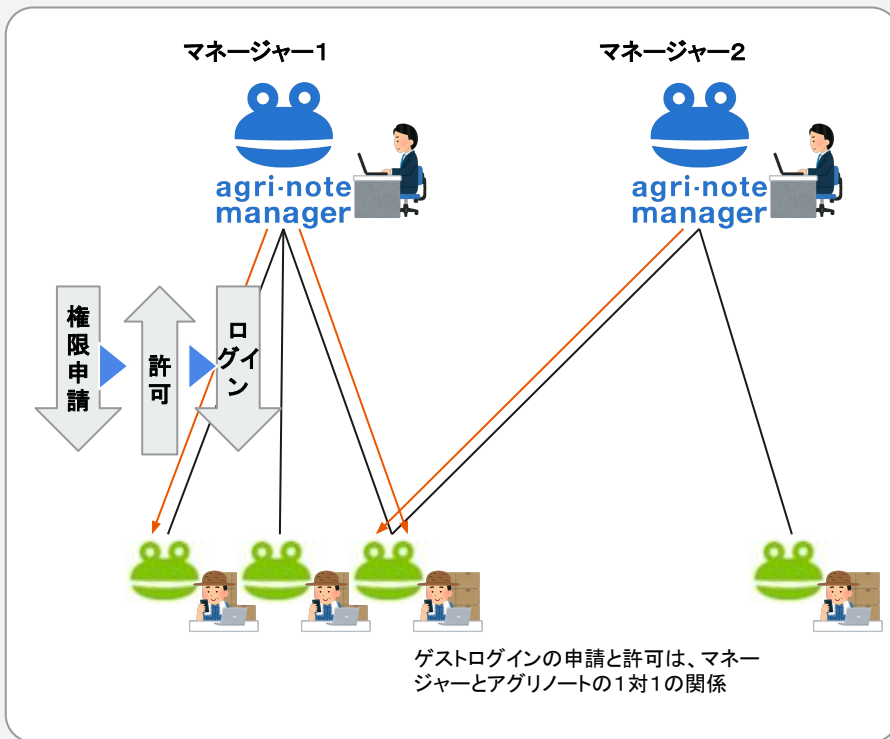 マネージャー1
マネージャー2
agri-note
manager
agri-note
manager
権限申請
許可
ログイン
ゲストログインの申請と許可は、マネー
ジャーとアグリノートの1対1の関係